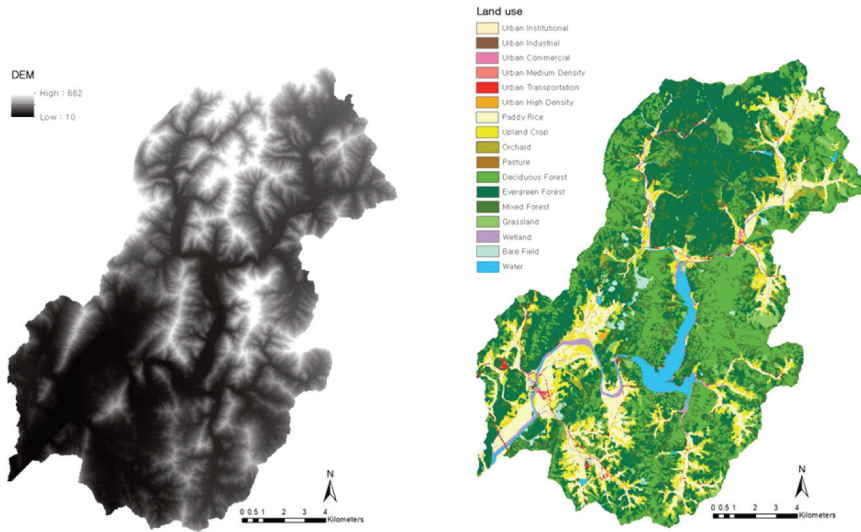 DEM
High : 662
Low : 10
N
0 0.5 1 2 3 4
Kilometers
Land use
Urban Institutional
Urban Industrial
Urban Commercial
Urban Medium Density
Urban Transportation
Urban High Density
Paddy Rice
Upland Crop
Orchard
Pasture
Deciduous Forest
Evergreen Forest
Mixed Forest
Grassland
Wetland
Bare Field
Water
N
0 0.5 1 2 3 4
Kilometers